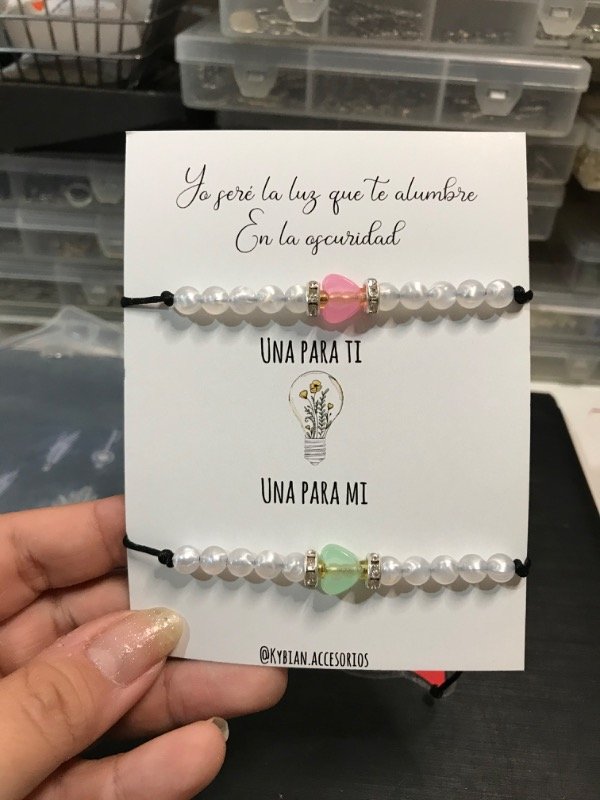 Yo seré la luz que te alumbre
En la oscuridad
UNA PARA TI
UNA PARA MI
@KYBIAN.ACCESORIOS